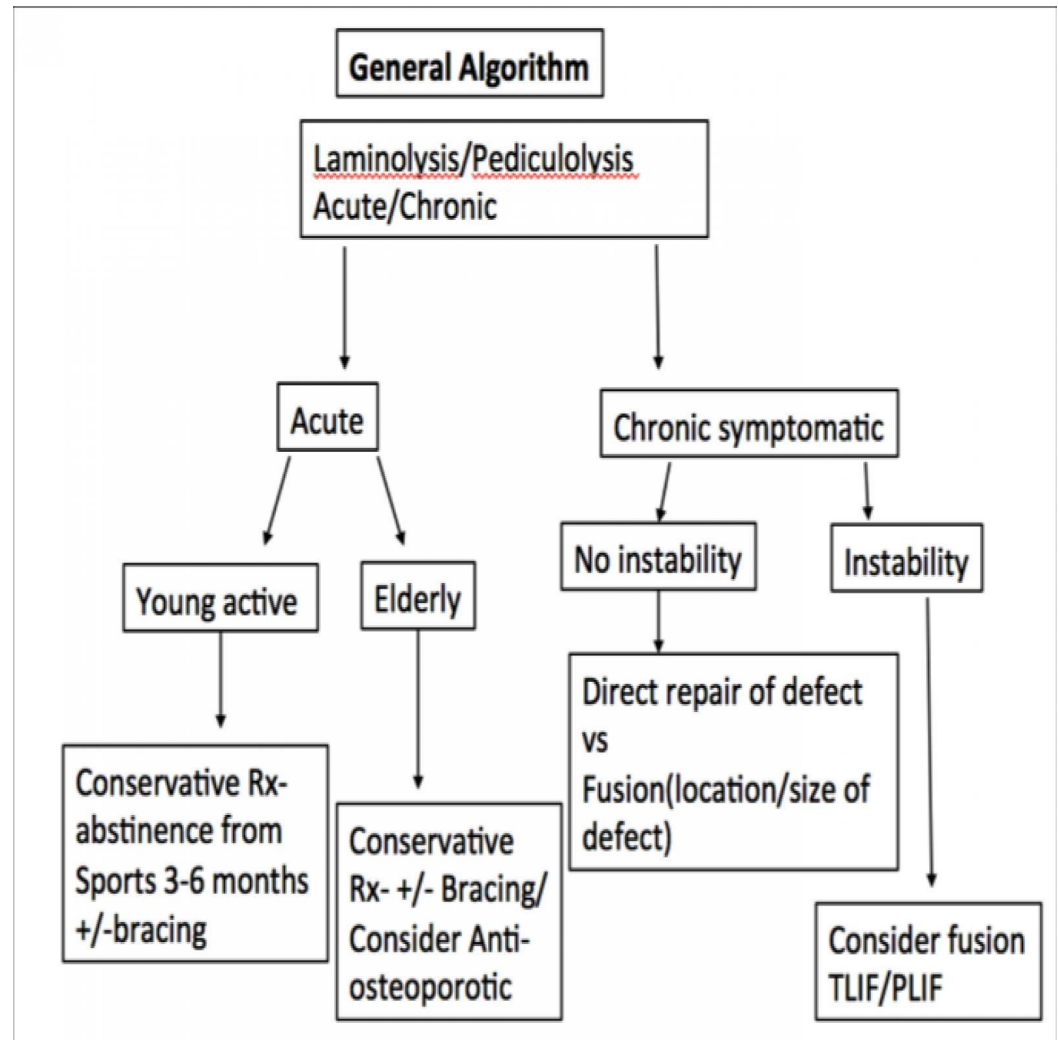 General Algorithm
Laminolysis/Pediculolysis
Acute/Chronic
Acute
Chronic symptomatic
Young active
Elderly
No instability
Instability
Conservative Rx-
abstinence from
Sports 3-6 months
+/-bracing
Conservative
Rx- +/- Bracing/
Consider Anti-
osteoporotic
Direct repair of defect
vs
Fusion(location/size of
defect)
Consider fusion
TLIF/PLIF